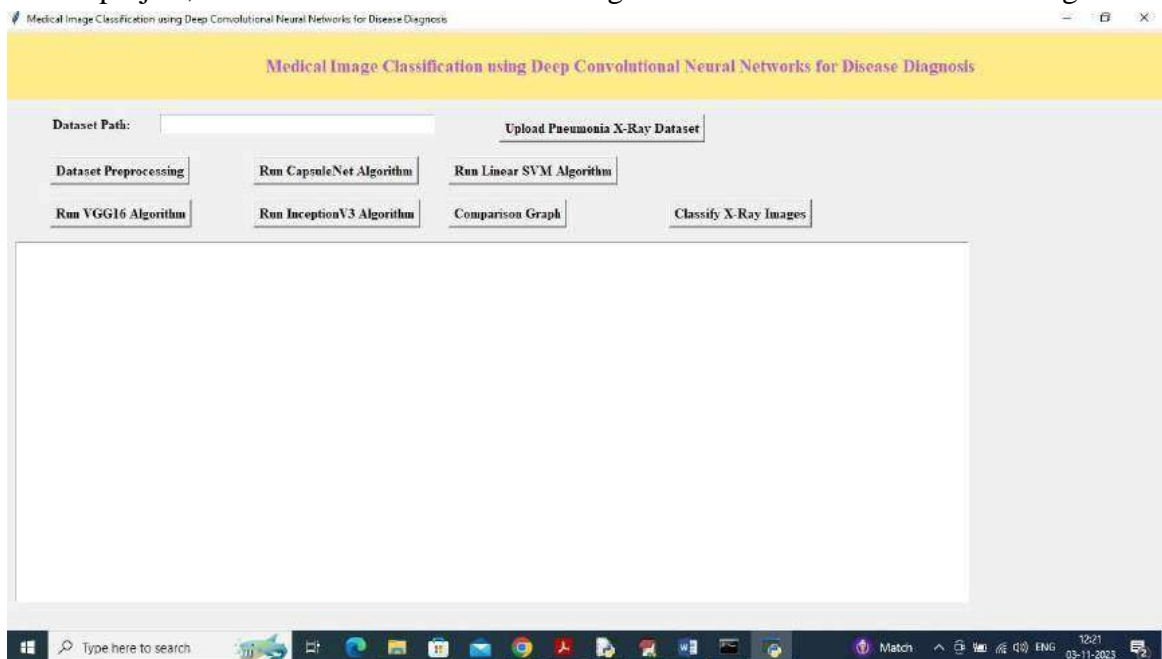 Medical Image Classification using Deep Convolutional Neural Networks for Disease Diagnosis
Medical Image Classification using Deep Convolutional Neural Networks for Disease Diagnosis
Dataset Path:
Upload Pneumonia X-Ray Dataset
Dataset Preprocessing
Run CapsuleNet Algorithm
Run Linear SVM Algorithm
Run VGG16 Algorithm
Run InceptionV3 Algorithm
Comparison Graph
Classify X-Ray Images
Type here to search
Match
ENG
12:21
03-11-2023